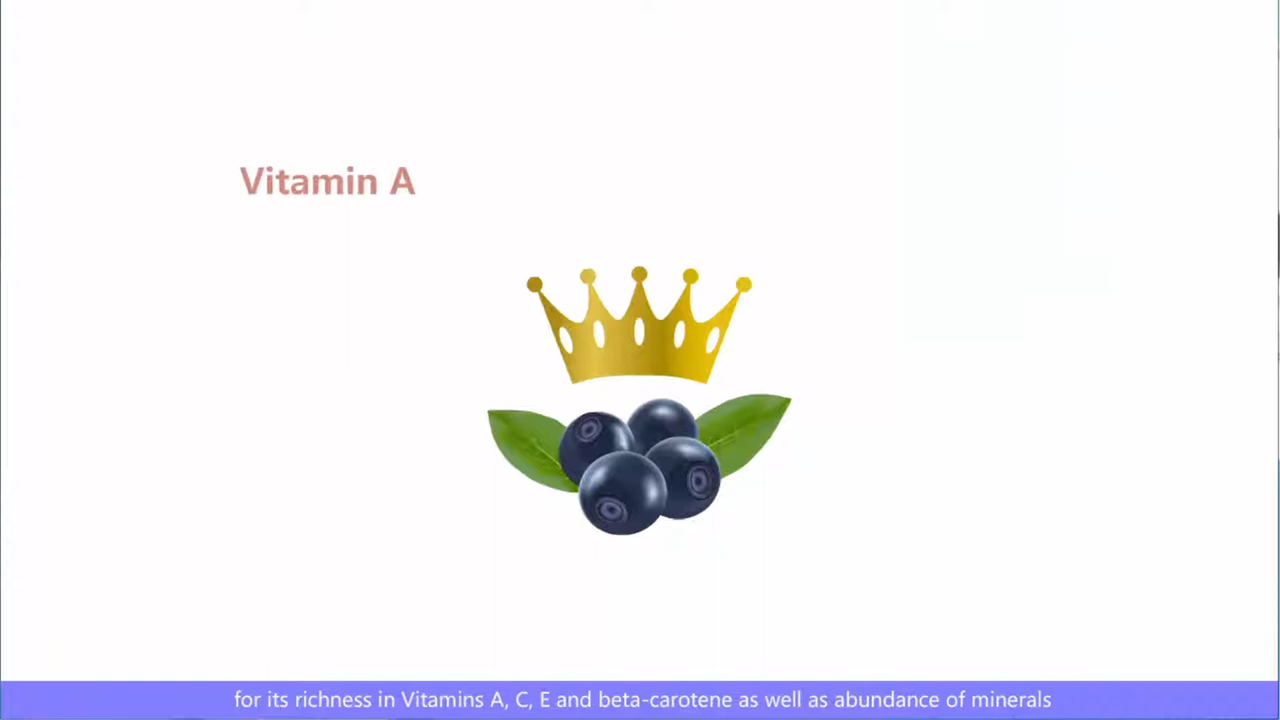 Vitamin A
for its richness in Vitamins A, C, E and beta-carotene as well as abundance of minerals